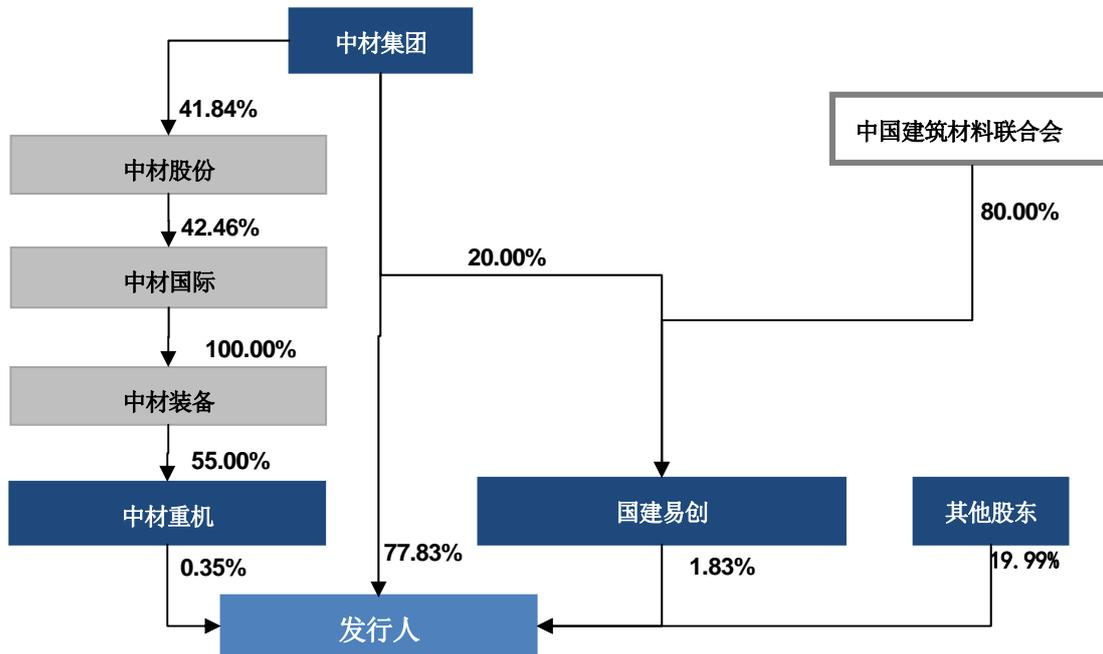 中材集团
41.84%
中国建筑材料联合会
中材股份
80.00%
42.46%
20.00%
中材国际
100.00%
中材装备
55.00%
中材重机
国建易创
其他股东
77.83%
0.35%
1.83%
19.99%
发行人